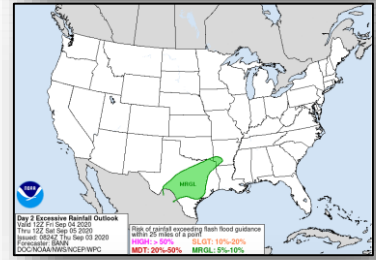 MRGL
NOAA
Day 2 Excessive Rainfall Outlook
Valid 12Z Fri Sep 04 2020
Thru 12Z Sat Sep 05 2020
Issued: 0824Z Thu Sep 03 2020
Forecaster: BANN
DOC/NOAA/NWS/NCEP/WPC
Risk of rainfall exceeding flash flood guidance
within 25 miles of a point
HIGH: > 50% SLGT: 10%-20%
MDT: 20%-50% MRGL: 5%-10%